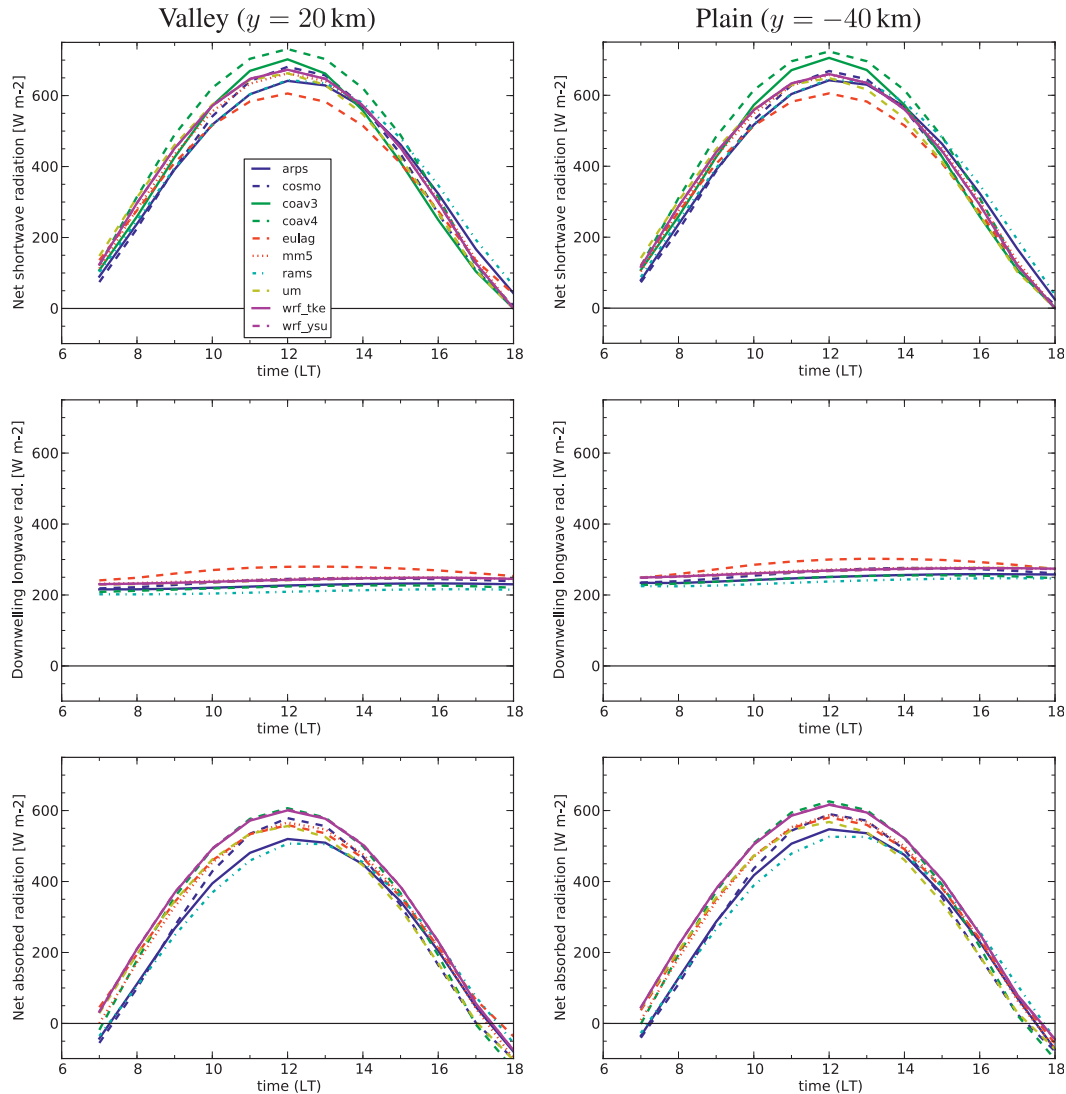 Valley (y = 20 km)
Plain (y = −40 km)
Net shortwave radiation [W m-2]
600
400
200
0
6 8 10 12 14 16 18
time (LT)
arps
cosmo
coav3
coav4
eulag
mm5
rams
um
wrf_tke
wrf_ysu
Net shortwave radiation [W m-2]
600
400
200
0
6 8 10 12 14 16 18
time (LT)
Downwelling longwave rad. [W m-2]
600
400
200
0
6 8 10 12 14 16 18
time (LT)
Downwelling longwave rad. [W m-2]
600
400
200
0
6 8 10 12 14 16 18
time (LT)
Net absorbed radiation [W m-2]
600
400
200
0
6 8 10 12 14 16 18
time (LT)
Net absorbed radiation [W m-2]
600
400
200
0
6 8 10 12 14 16 18
time (LT)